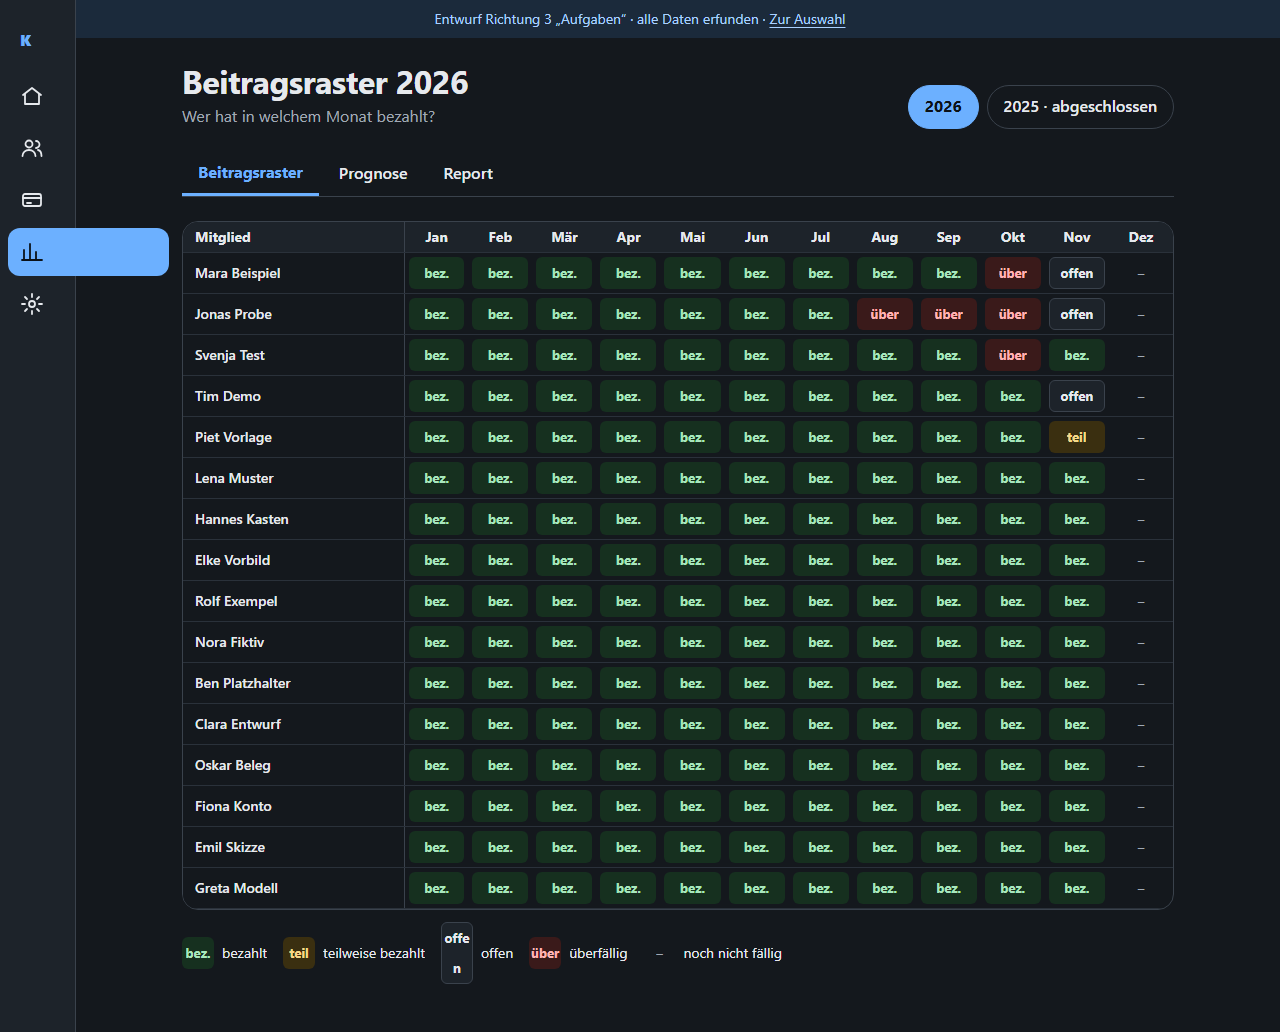 Entwurf Richtung 3 „Aufgaben“ · alle Daten erfunden · Zur Auswahl
K
Beitragsraster 2026
Wer hat in welchem Monat bezahlt?
2026
2025 · abgeschlossen
Beitragsraster Prognose Report
Mitglied Jan Feb Mär Apr Mai Jun Jul Aug Sep Okt Nov Dez
Mara Beispiel bez. bez. bez. bez. bez. bez. bez. bez. bez. über offen –
Jonas Probe bez. bez. bez. bez. bez. bez. bez. über über über offen –
Svenja Test bez. bez. bez. bez. bez. bez. bez. bez. bez. über bez. –
Tim Demo bez. bez. bez. bez. bez. bez. bez. bez. bez. bez. offen –
Piet Vorlage bez. bez. bez. bez. bez. bez. bez. bez. bez. bez. teil –
Lena Muster bez. bez. bez. bez. bez. bez. bez. bez. bez. bez. bez. –
Hannes Kasten bez. bez. bez. bez. bez. bez. bez. bez. bez. bez. bez. –
Elke Vorbild bez. bez. bez. bez. bez. bez. bez. bez. bez. bez. bez. –
Rolf Exempel bez. bez. bez. bez. bez. bez. bez. bez. bez. bez. bez. –
Nora Fiktiv bez. bez. bez. bez. bez. bez. bez. bez. bez. bez. bez. –
Ben Platzhalter bez. bez. bez. bez. bez. bez. bez. bez. bez. bez. bez. –
Clara Entwurf bez. bez. bez. bez. bez. bez. bez. bez. bez. bez. bez. –
Oskar Beleg bez. bez. bez. bez. bez. bez. bez. bez. bez. bez. bez. –
Fiona Konto bez. bez. bez. bez. bez. bez. bez. bez. bez. bez. bez. –
Emil Skizze bez. bez. bez. bez. bez. bez. bez. bez. bez. bez. bez. –
Greta Modell bez. bez. bez. bez. bez. bez. bez. bez. bez. bez. bez. –
bez. bezahlt teil teilweise bezahlt offe
n offen über überfällig – noch nicht fällig